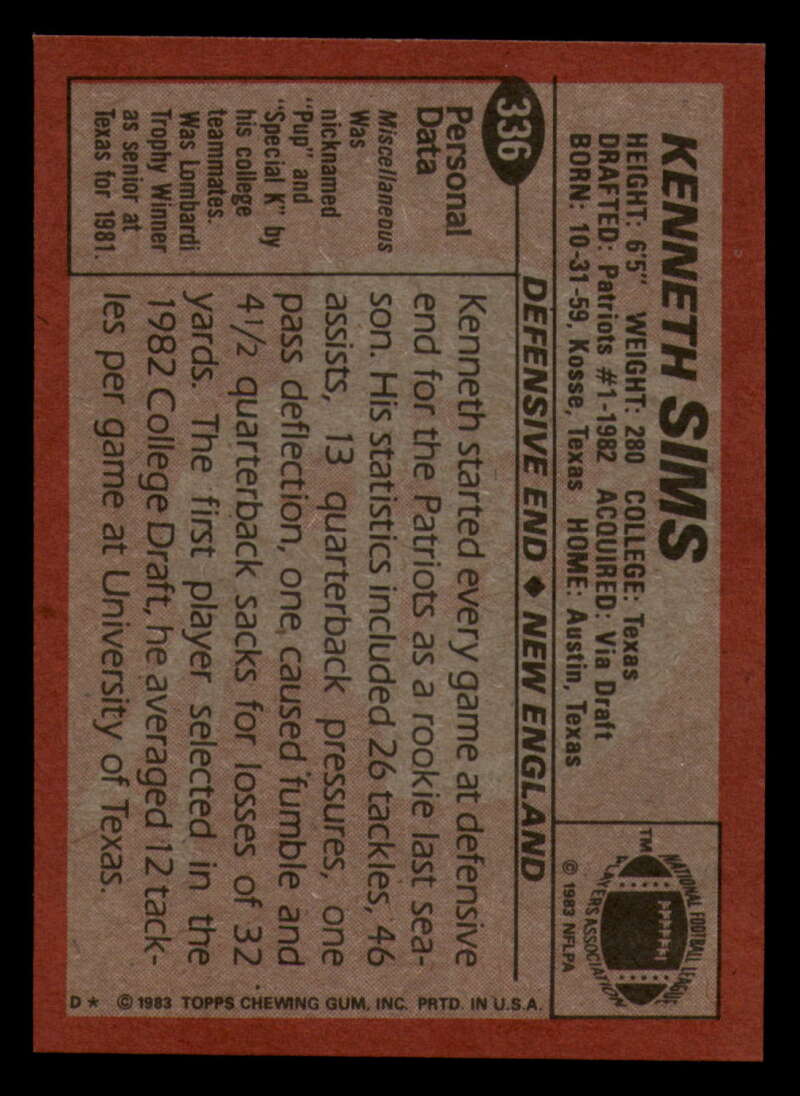 KENNETH SIMS
HEIGHT: 6'5" WEIGHT: 280 COLLEGE: Texas
DRAFTED: Patriots #1-1982 ACQUIRED: Via Draft
BORN: 10-31-59, Kosse, Texas HOME: Austin, Texas
NATIONAL FOOTBALL LEAGUE
PLAYERS ASSOCIATION
TM
© 1983 NFLPA
336
DEFENSIVE END ♦ NEW ENGLAND
Personal
Data
Miscellaneous
Was
nicknamed
"Pup" and
"Special K" by
his college
teammates.
Was Lombardi
Trophy Winner
as senior at
Texas for 1981.
Kenneth started every game at defensive
end for the Patriots as a rookie last sea-
son. His statistics included 26 tackles, 46
assists, 13 quarterback pressures, one
pass deflection, one caused fumble and
4½ quarterback sacks for losses of 32
yards. The first player selected in the
1982 College Draft, he averaged 12 tack-
les per game at University of Texas.
D* © 1983 TOPPS CHEWING GUM, INC. PRTD. IN U.S.A.